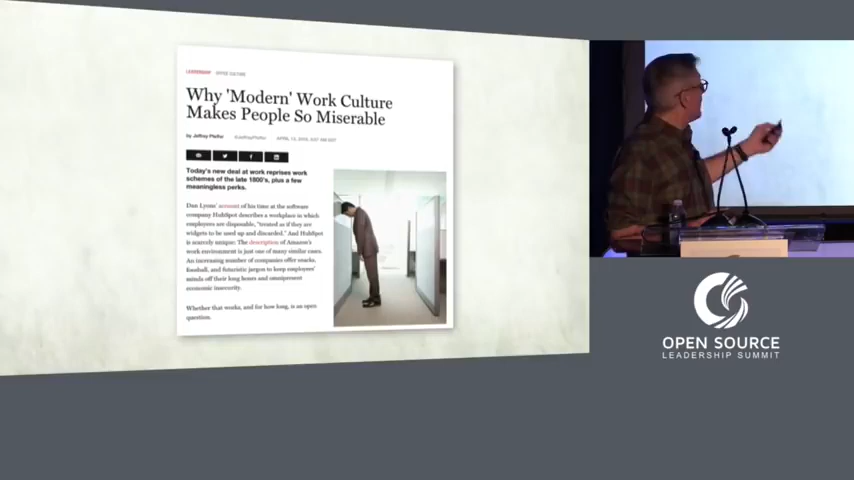 LEADERSHIP OFFICE CULTURE
Why 'Modern' Work Culture
Makes People So Miserable
by Jeffrey Pfeffer @JeffreyPfeffer APRIL
Today's new deal at work reprises work
schemes of the late 1800's, plus a few
meaningless perks.
Dan Lyons' account of his time at the software
company HubSpot describes a workplace in which
employees are disposable, "treated as if they are
widgets to be used up and discarded." And HubSpot
is scarcely unique: The description of Amazon's
work environment is just one of many similar cases.
An increasing number of companies offer snacks,
foosball, and futuristic jargon to keep employees'
minds off their long hours and omnipresent
economic insecurity.
Whether that works, and for how long, is an open
question.
OPEN SOURCE
LEADERSHIP SUMMIT